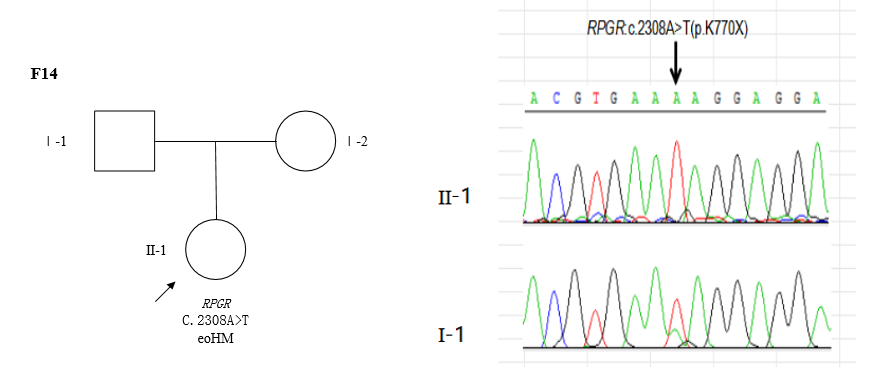 F14
I -1
I -2
II-1
RPGR
C. 2308A>T
eoHM
RPGR:c.2308A>T(p.K770X)
A C G T G A A A A G G A G G A
II-1
I-1